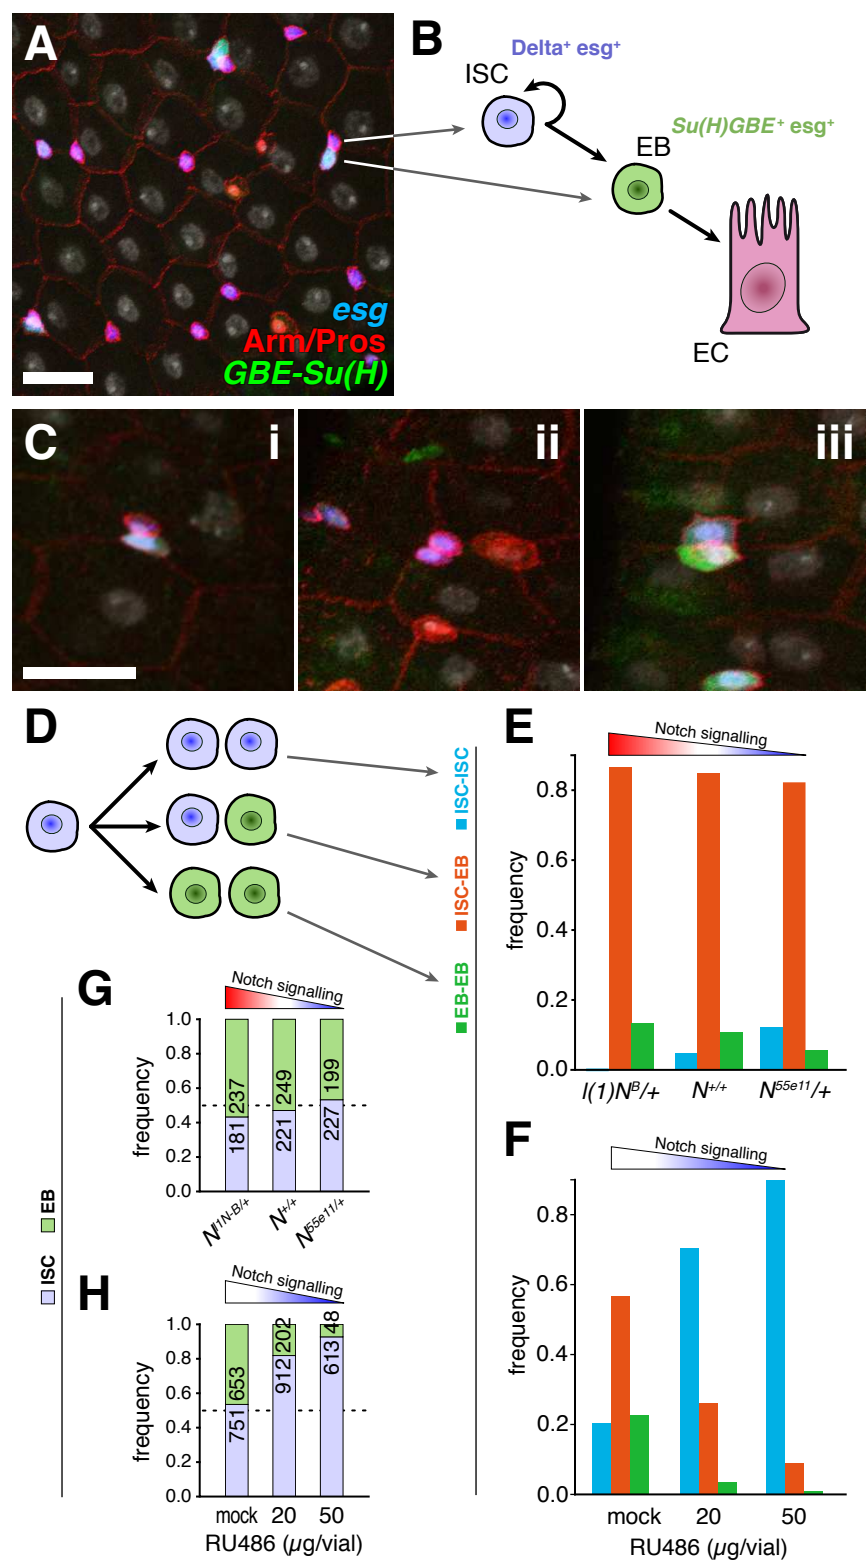 A
esg
Arm/Pros
GBE-Su(H)
B
Delta⁺ esg⁺
ISC
Su(H)GBE⁺ esg⁺
EB
EC
C
i
ii
iii
D
ISC-ISC
ISC-EB
EB-EB
E
Notch signalling
frequency
0.8
0.6
0.4
0.2
0.0
l(1)Nᴮ/+
N⁺/⁺
N⁵⁵ᵉ¹¹/+
F
Notch signalling
frequency
0.8
0.6
0.4
0.2
0.0
mock 20 50
RU486 (µg/vial)
G
Notch signalling
frequency
1.0
0.8
0.6
0.4
0.2
0.0
237
181
249
221
199
227
Nˡ¹ᴺ⁻ᴮ/⁺
N⁺/⁺
N⁵⁵ᵉ¹¹/⁺
EB
ISC
H
Notch signalling
frequency
1.0
0.8
0.6
0.4
0.2
0.0
653
751
202
912
48
613
mock 20 50
RU486 (µg/vial)